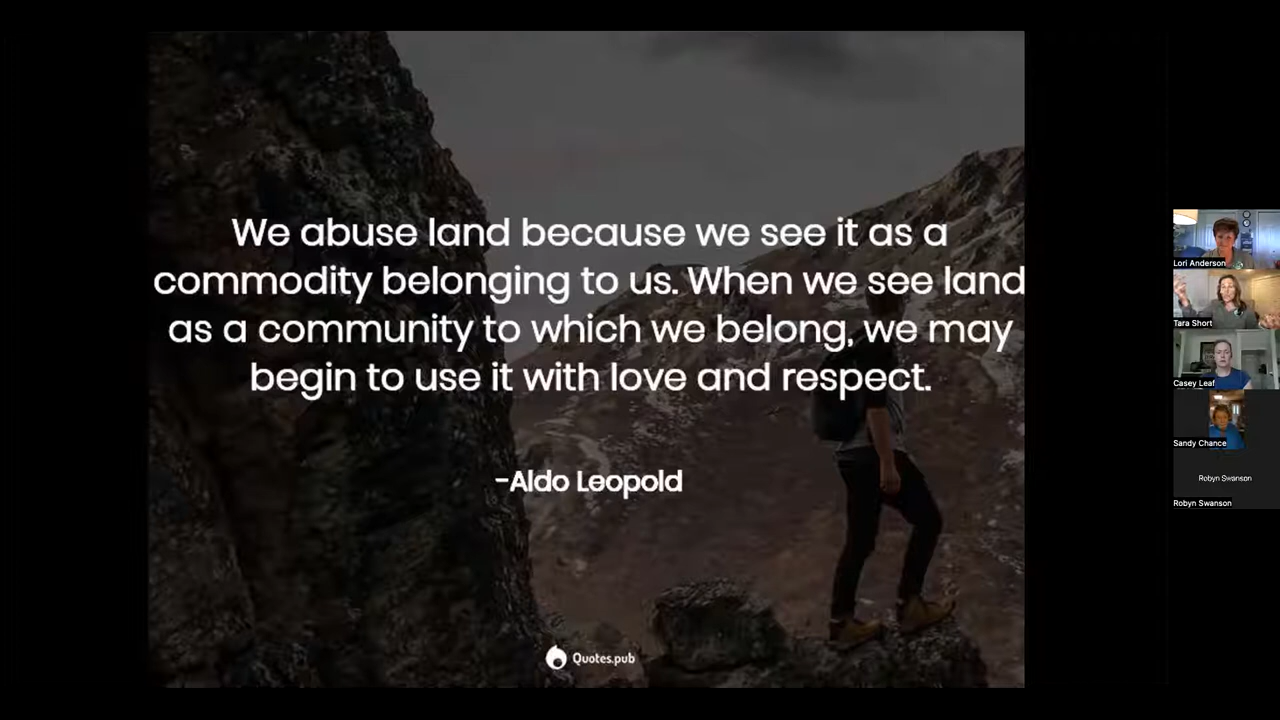 We abuse land because we see it as a
commodity belonging to us. When we see land
as a community to which we belong, we may
begin to use it with love and respect.
-Aldo Leopold
Quotes.pub
Lori Anderson
Tara Short
Casey Leaf
Sandy Chance
Robyn Swanson
Robyn Swanson